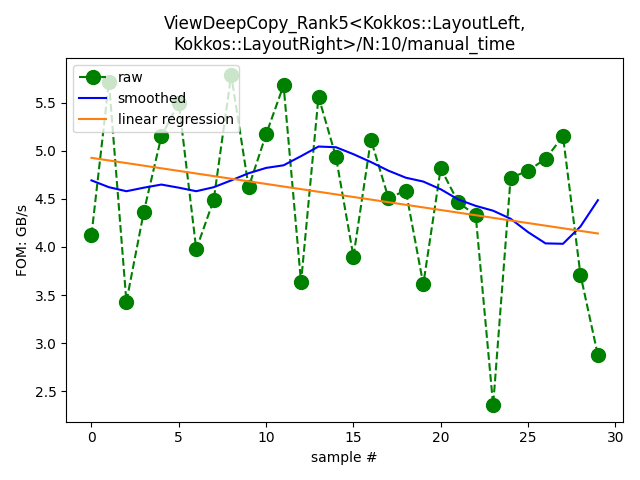 ViewDeepCopy_Rank5<Kokkos::LayoutLeft,
Kokkos::LayoutRight>/N:10/manual_time
raw
smoothed
linear regression
FOM: GB/s
5.5
5.0
4.5
4.0
3.5
3.0
2.5
0 5 10 15 20 25 30
sample #